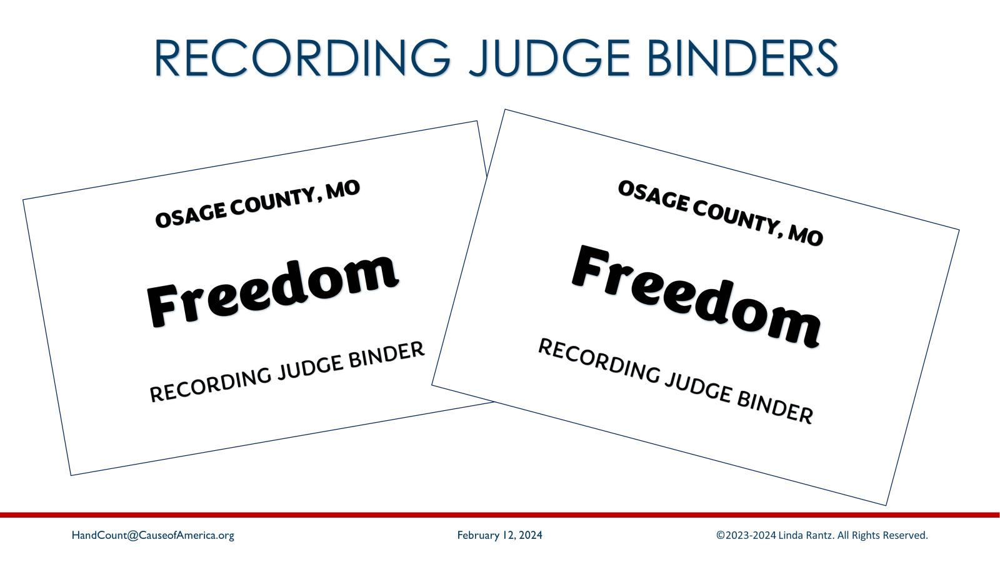 RECORDING JUDGE BINDERS
OSAGE COUNTY, MO
Freedom
RECORDING JUDGE BINDER
OSAGE COUNTY, MO
Freedom
RECORDING JUDGE BINDER
HandCount@CauseofAmerica.org
February 12, 2024
©2023-2024 Linda Rantz. All Rights Reserved.